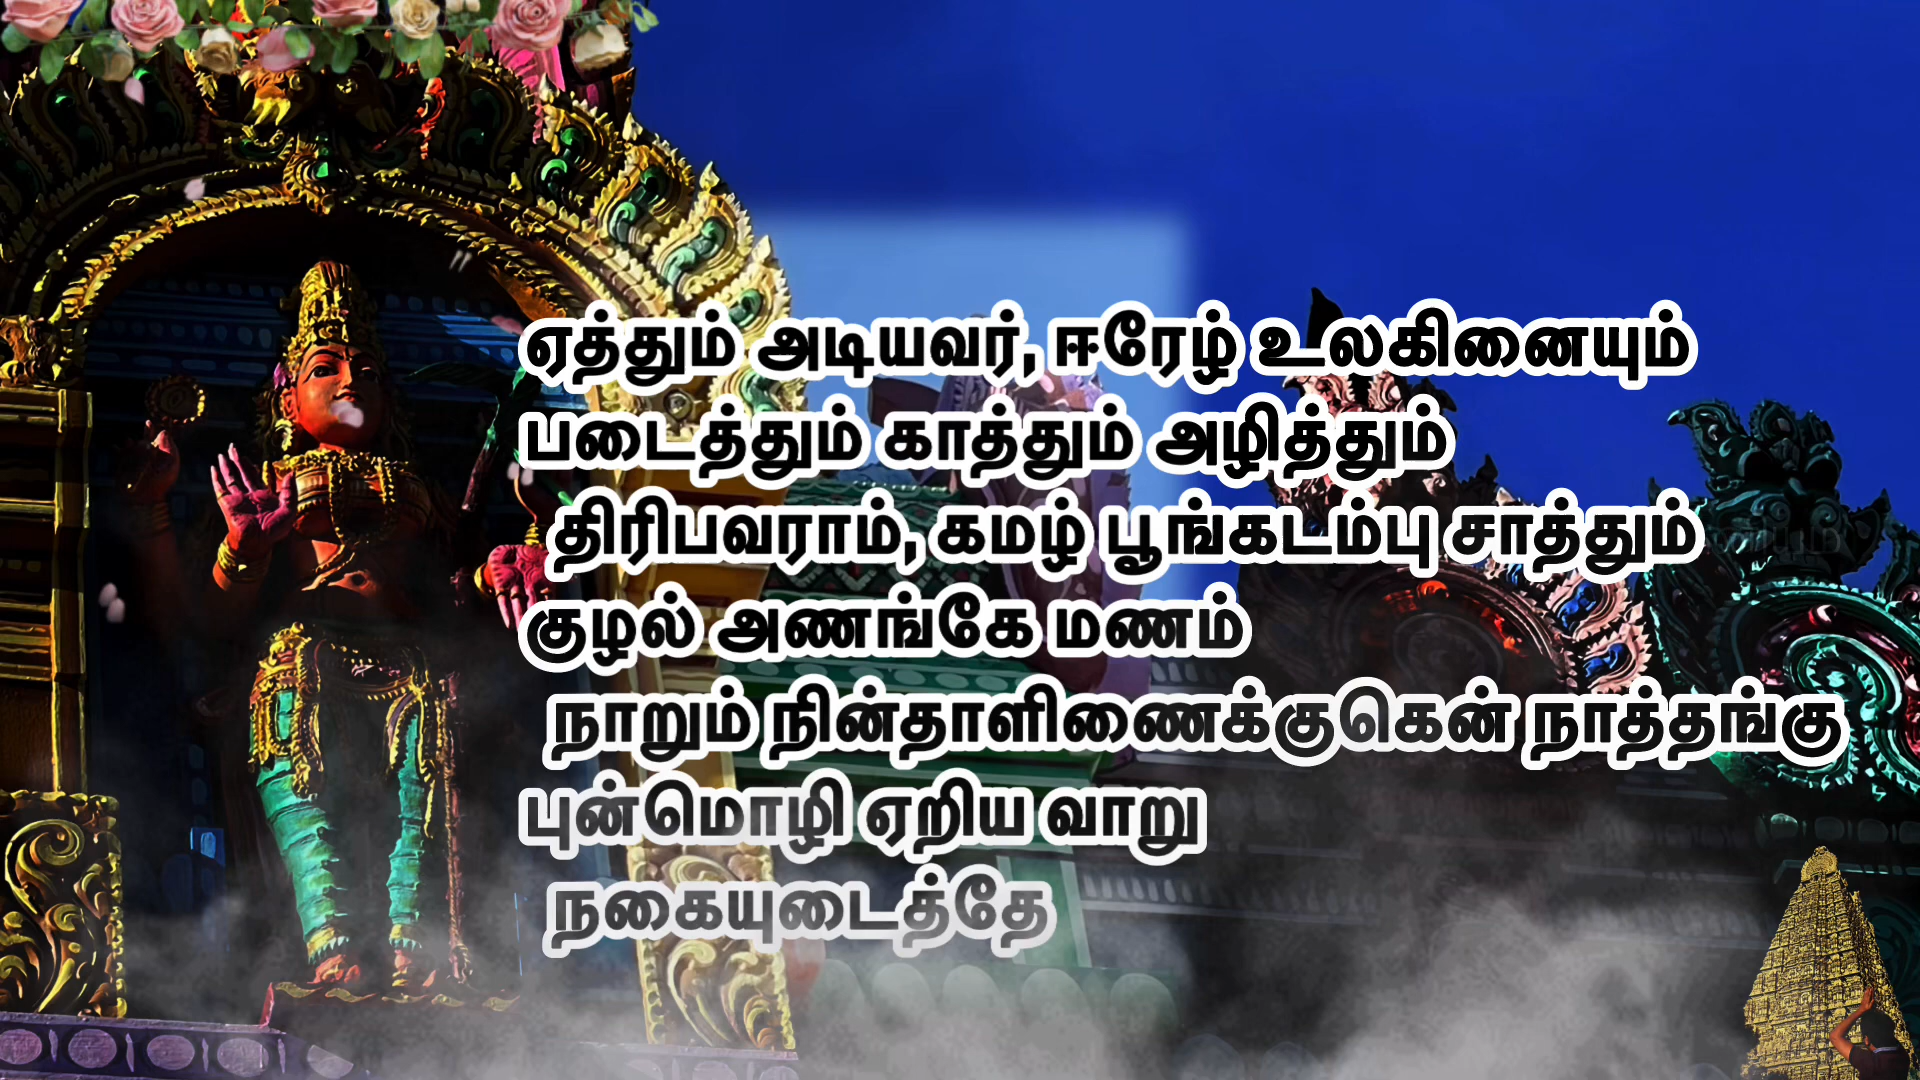 ஏத்தும் அடியவர், ஈரேழ் உலகினையும்
படைத்தும் காத்தும் அழித்தும்
திரிபவராம், கமழ் பூங்கடம்பு சாத்தும்
குழல் அணங்கே மணம்
நாறும் நின்தாளிணைக்குகென் நாத்தங்கு
புன்மொழி ஏறிய வாறு
நகையுடைத்தே